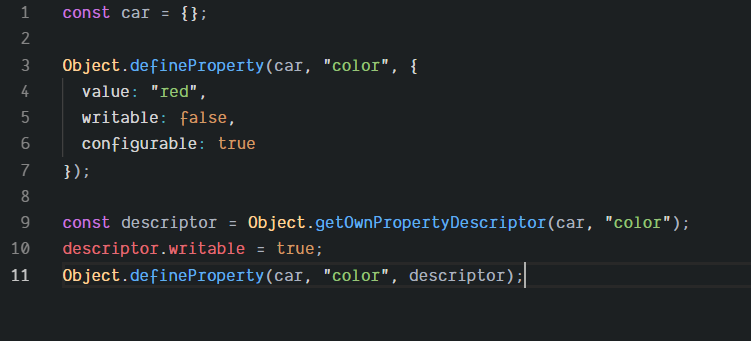 1 const car = {};
2
3 Object.defineProperty(car, "color", {
4   value: "red",
5   writable: false,
6   configurable: true
7 });
8
9 const descriptor = Object.getOwnPropertyDescriptor(car, "color");
10 descriptor.writable = true;
11 Object.defineProperty(car, "color", descriptor);